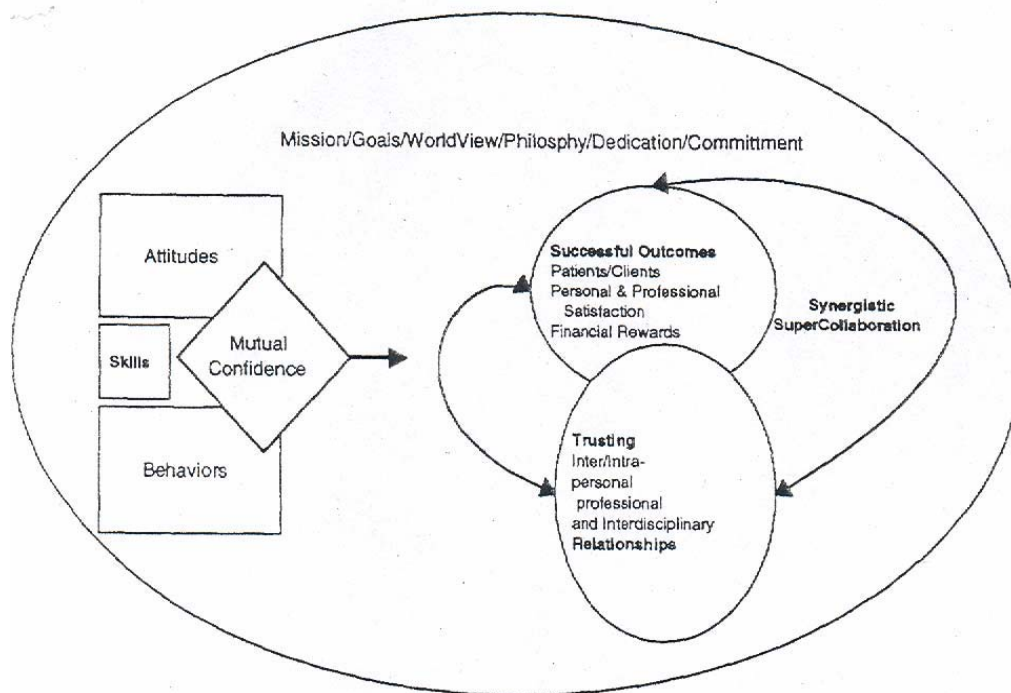 Mission/Goals/WorldView/Philosphy/Dedication/Committment
Attitudes
Skills
Mutual
Confidence
Behaviors
Successful Outcomes
Patients/Clients
Personal & Professional
Satisfaction
Financial Rewards
Synergistic
SuperCollaboration
Trusting
Inter/Intra-
personal
professional
and Interdisciplinary
Relationships